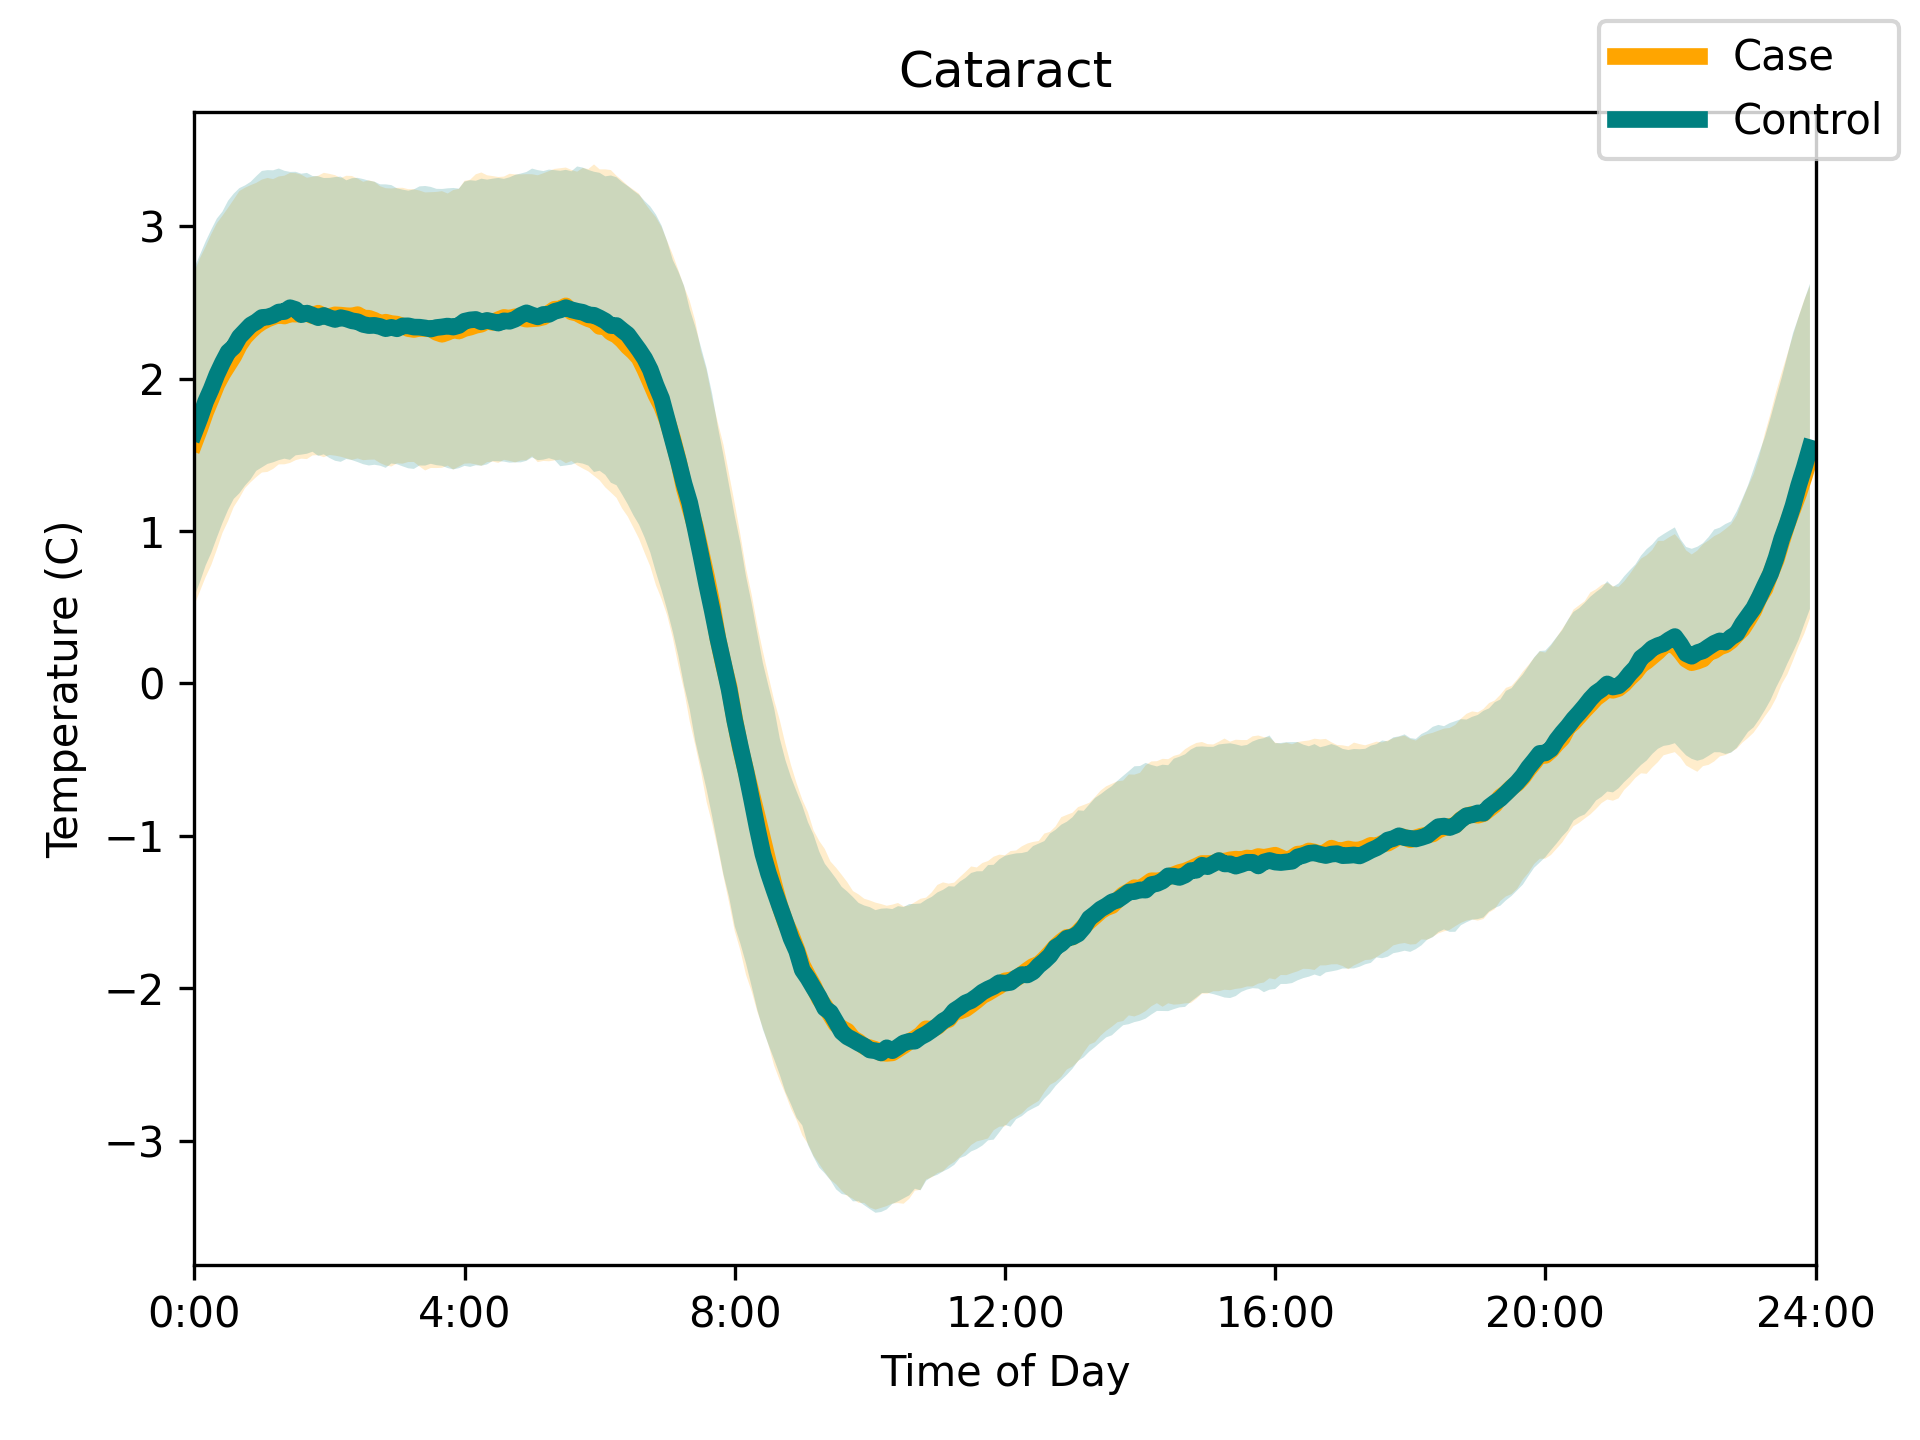 Cataract
Case
Control
Temperature (C)
3
2
1
0
−1
−2
−3
0:00 4:00 8:00 12:00 16:00 20:00 24:00
Time of Day